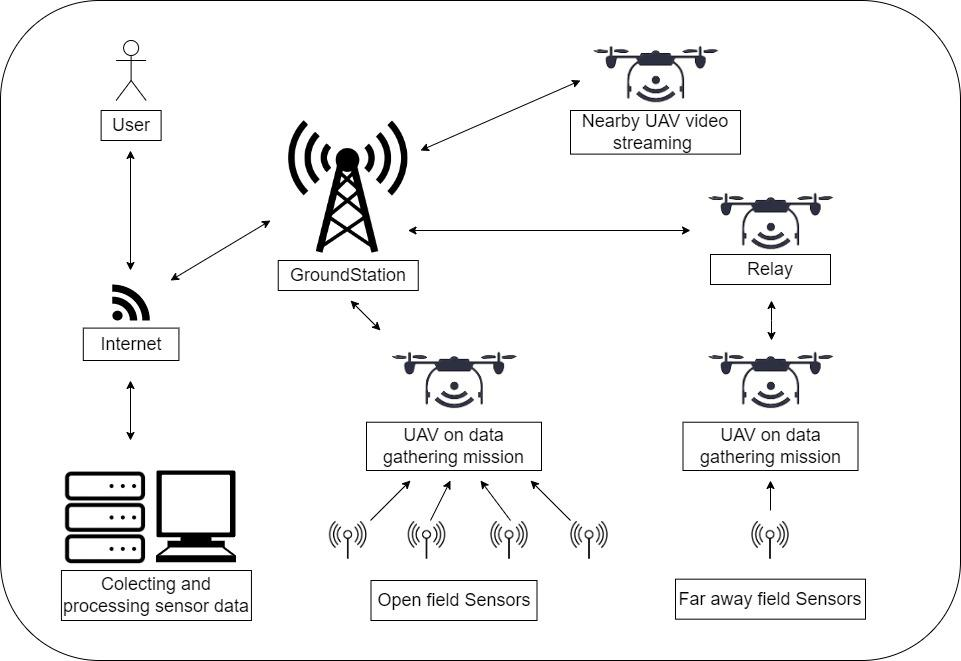 User
Nearby UAV video
streaming
GroundStation
Relay
Internet
UAV on data
gathering mission
UAV on data
gathering mission
Colecting and
processing sensor data
Open field Sensors
Far away field Sensors